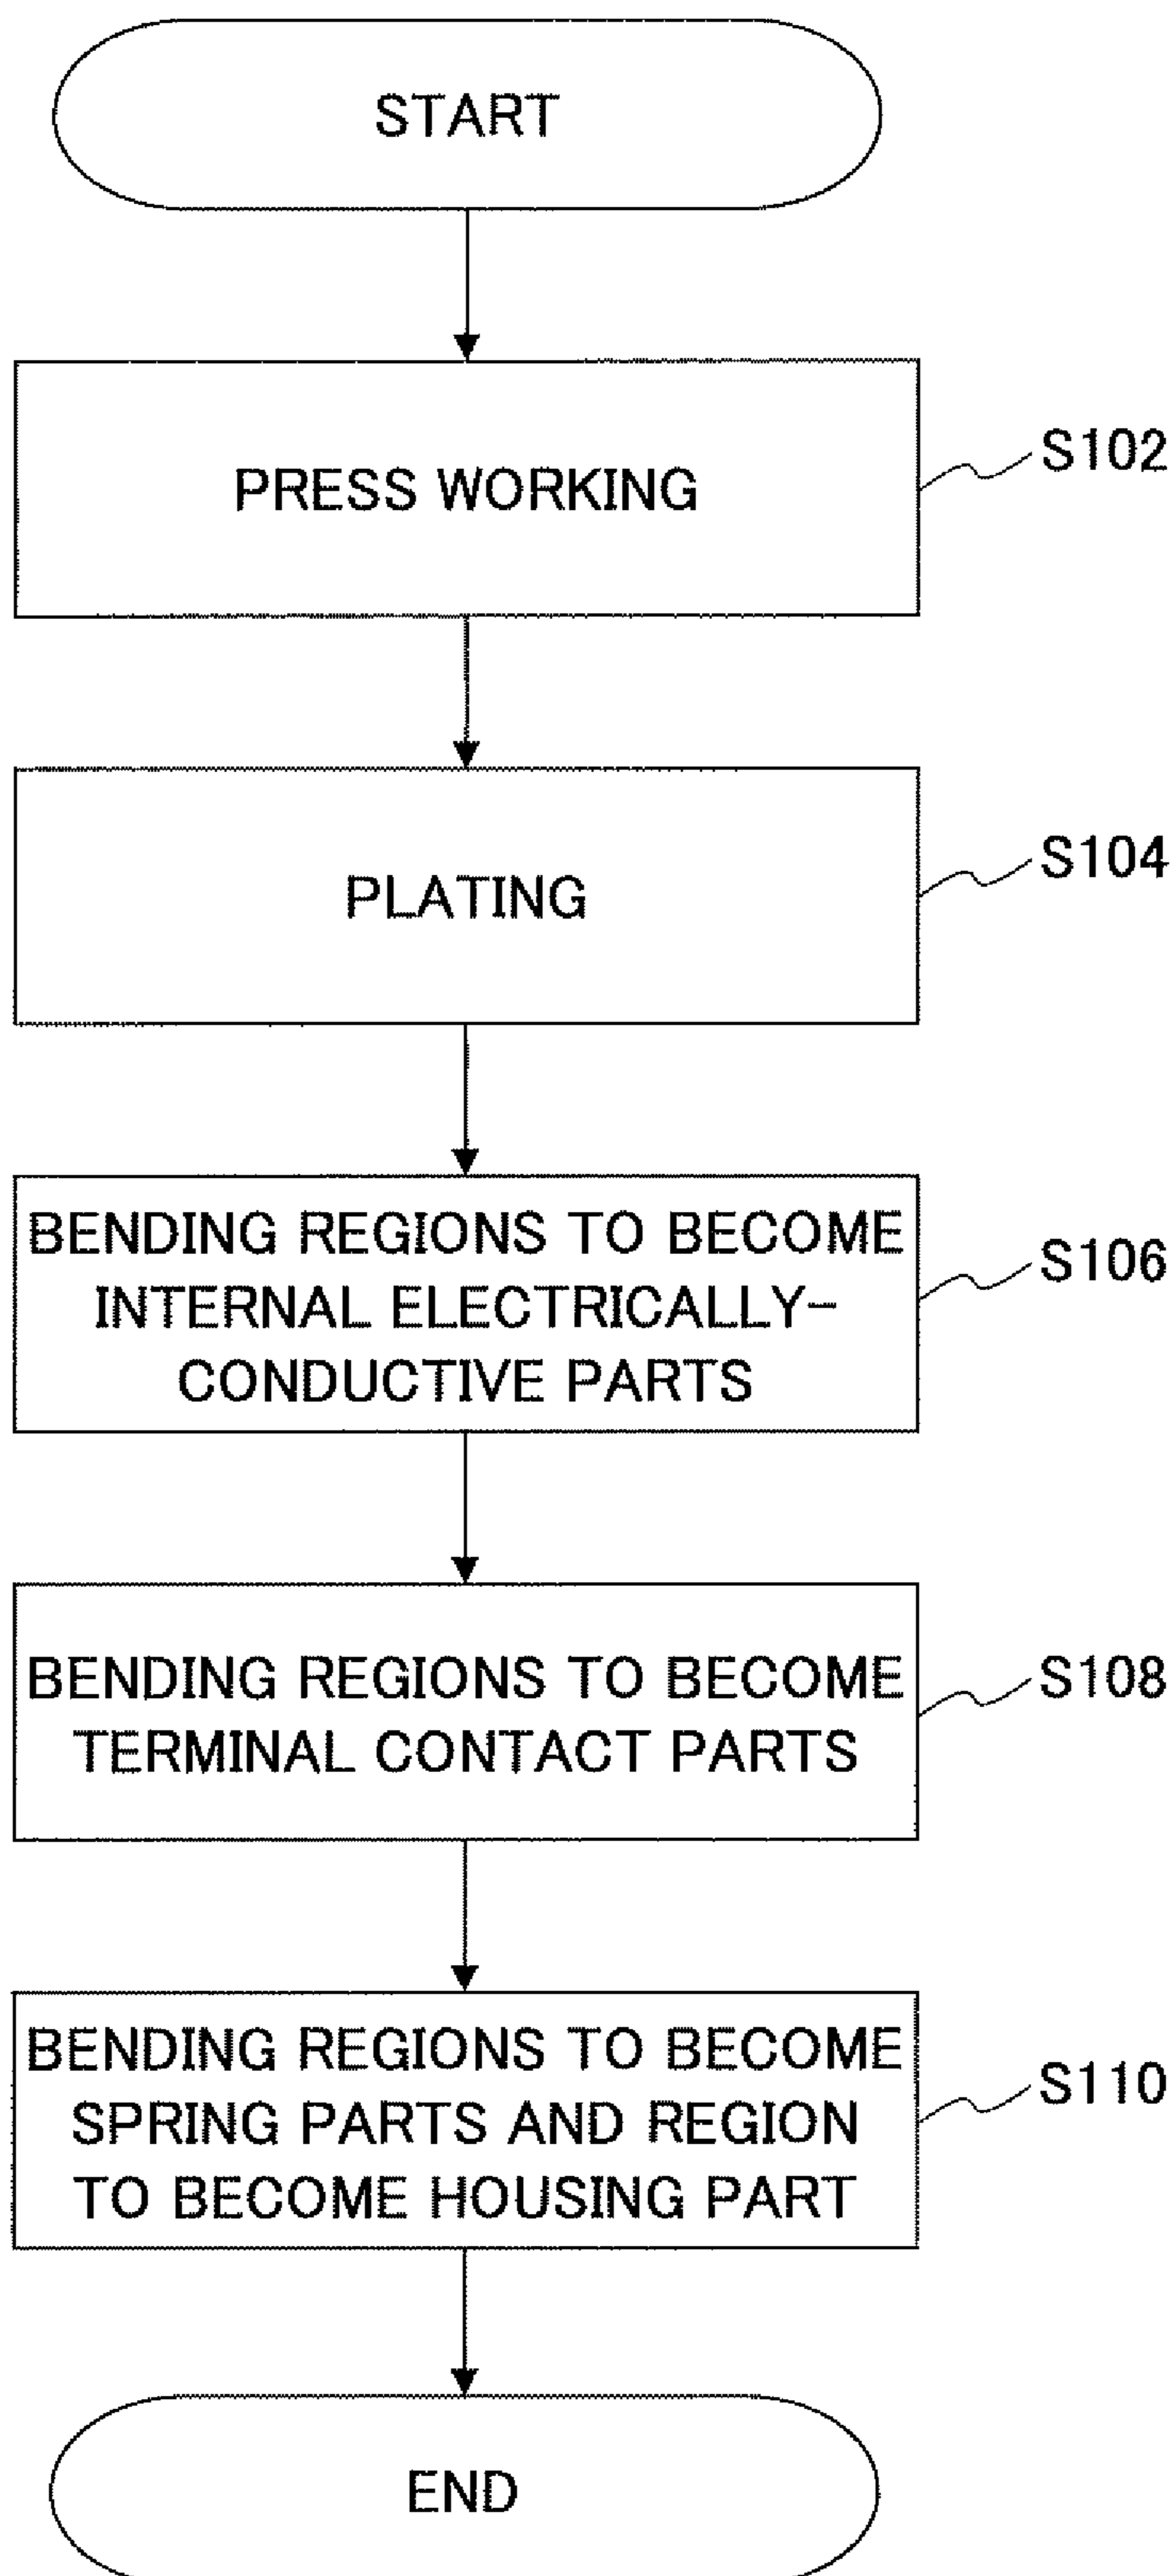 START
PRESS WORKING
S102
PLATING
S104
BENDING REGIONS TO BECOME
INTERNAL ELECTRICALLY-
CONDUCTIVE PARTS
S106
BENDING REGIONS TO BECOME
TERMINAL CONTACT PARTS
S108
BENDING REGIONS TO BECOME
SPRING PARTS AND REGION
TO BECOME HOUSING PART
S110
END